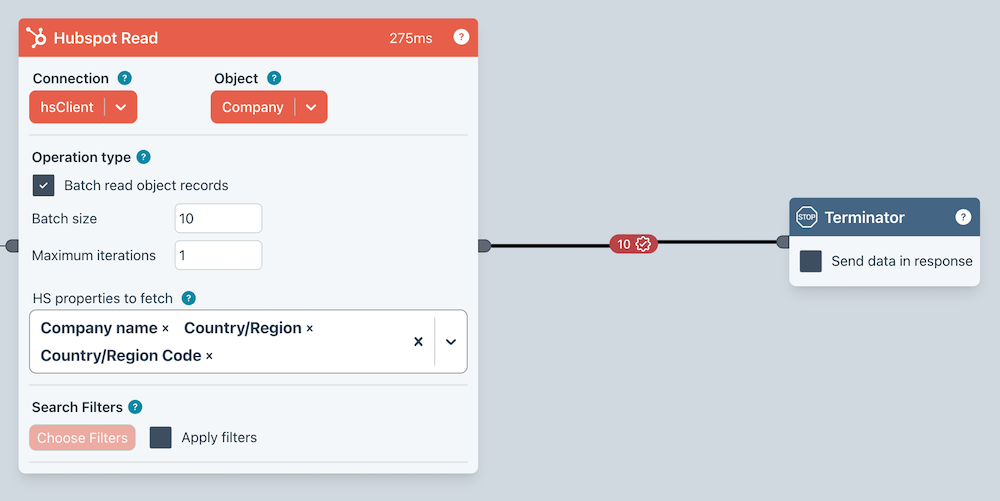 Hubspot Read 275ms ?
Connection ? Object ?
hsClient Company
Operation type ?
Batch read object records
Batch size 10
Maximum iterations 1
HS properties to fetch ?
Company name × Country/Region ×
Country/Region Code ×
Search Filters ?
Choose Filters Apply filters
10
STOP Terminator ?
Send data in response